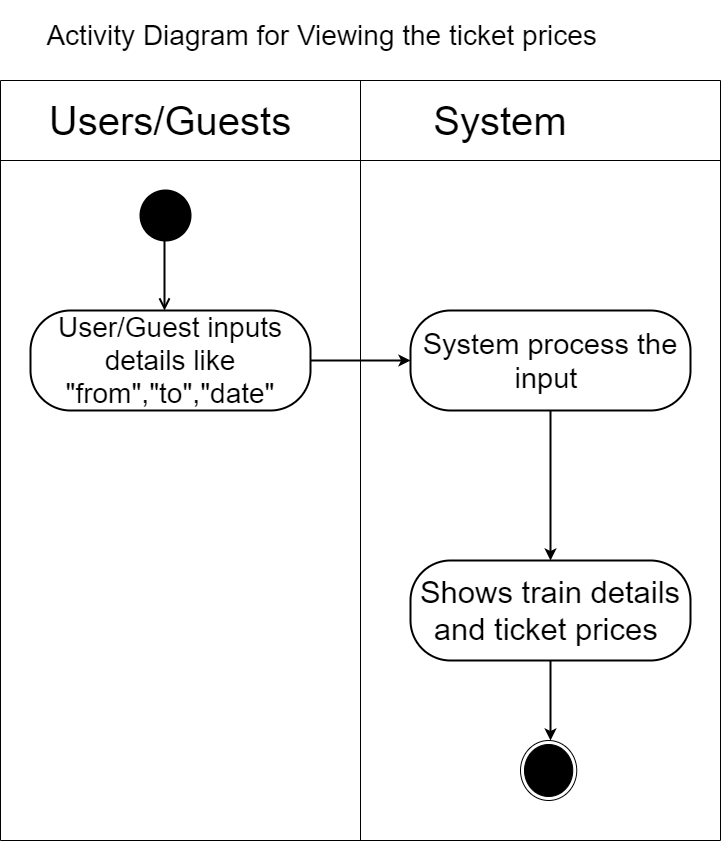 Activity Diagram for Viewing the ticket prices
Users/Guests
System
User/Guest inputs
details like
"from","to","date"
System process the
input
Shows train details
and ticket prices